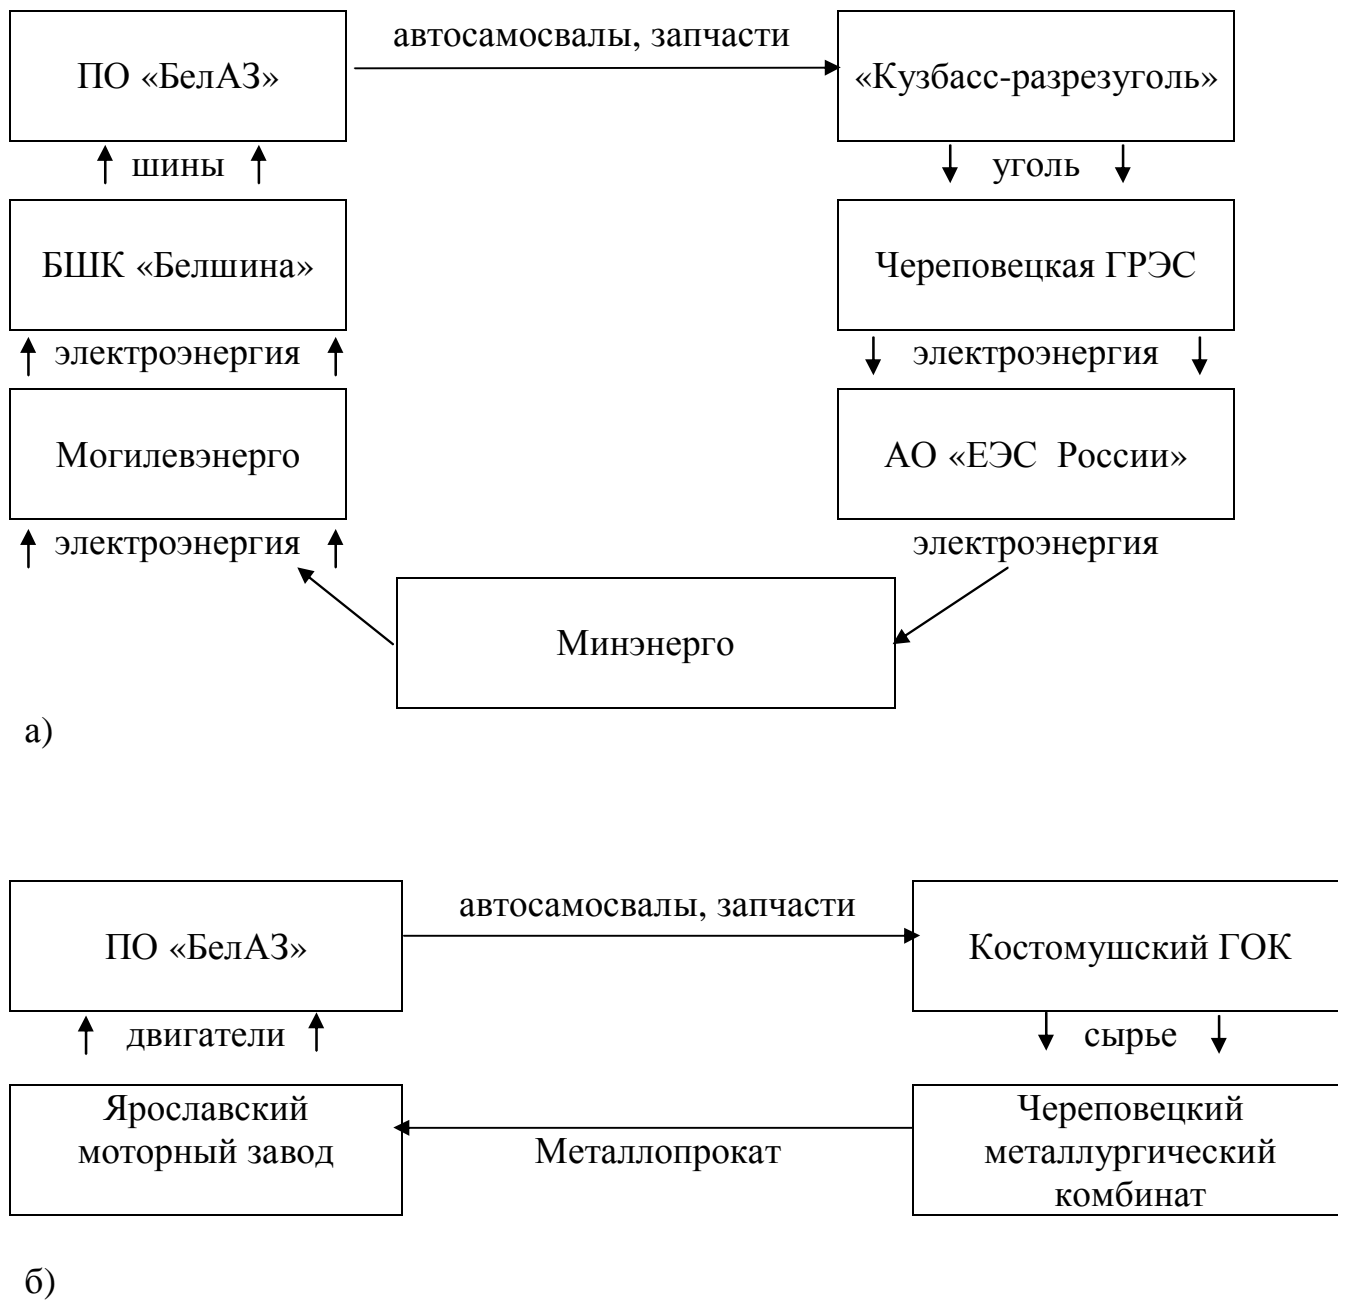 автосамосвалы, запчасти
ПО «БелАЗ»
«Кузбасс-разрезуголь»
шины
уголь
БШК «Белшина»
Череповецкая ГРЭС
электроэнергия
электроэнергия
Могилевэнерго
АО «ЕЭС России»
электроэнергия
электроэнергия
Минэнерго
а)
автосамосвалы, запчасти
ПО «БелАЗ»
Костомушский ГОК
двигатели
сырье
Ярославский
моторный завод
Металлопрокат
Череповецкий
металлургический
комбинат
б)